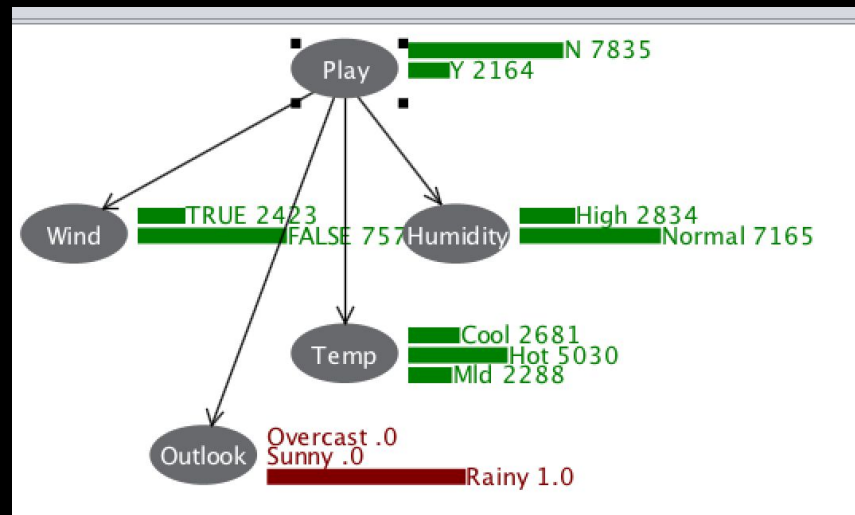 Play
N 7835
Y 2164
Wind
TRUE 2423
FALSE 757
Humidity
High 2834
Normal 7165
Temp
Cool 2681
Hot 5030
Mld 2288
Outlook
Overcast .0
Sunny .0
Rainy 1.0